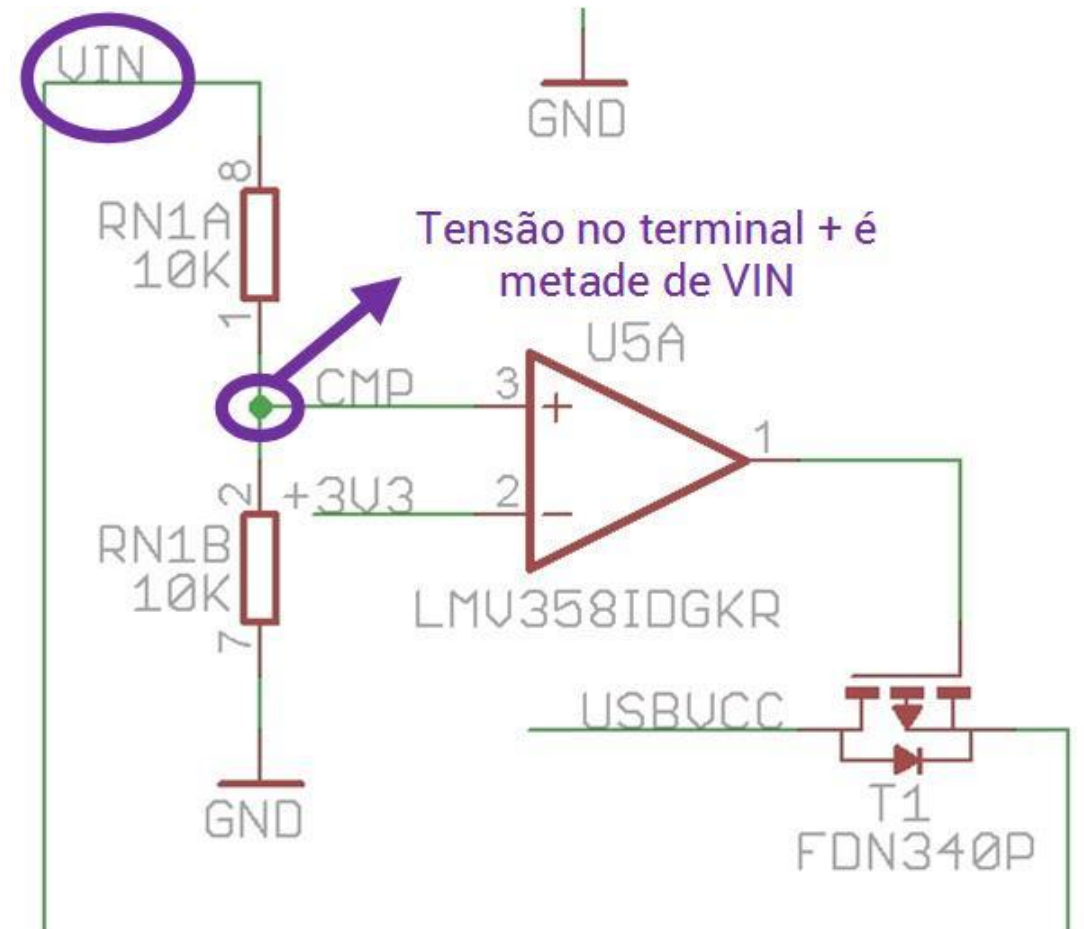 VIN
GND
8
RN1A
10K
1
Tensão no terminal + é
metade de VIN
U5A
CMP
3
+
1
2
+3V3
2
-
RN1B
10K
7
LMV358IDGKR
USBVCC
GND
T1
FDN340P